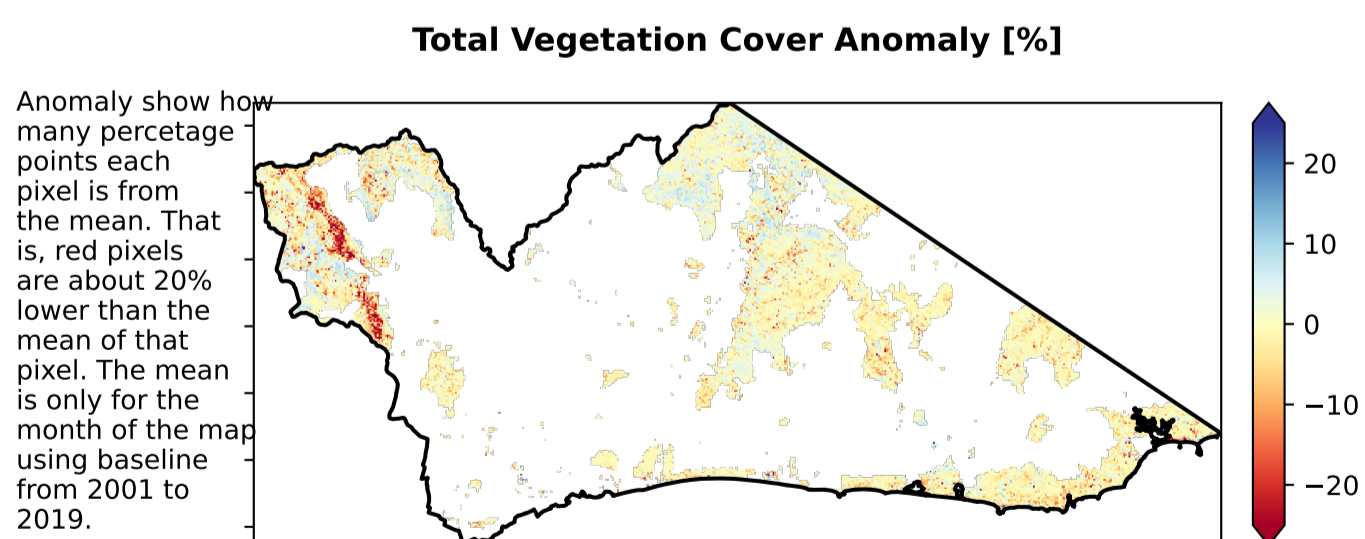 Total Vegetation Cover Anomaly [%]
Anomaly show how
many percetage
points each
pixel is from
the mean. That
is, red pixels
are about 20%
lower than the
mean of that
pixel. The mean
is only for the
month of the map
using baseline
from 2001 to
2019.
20
10
0
−10
−20